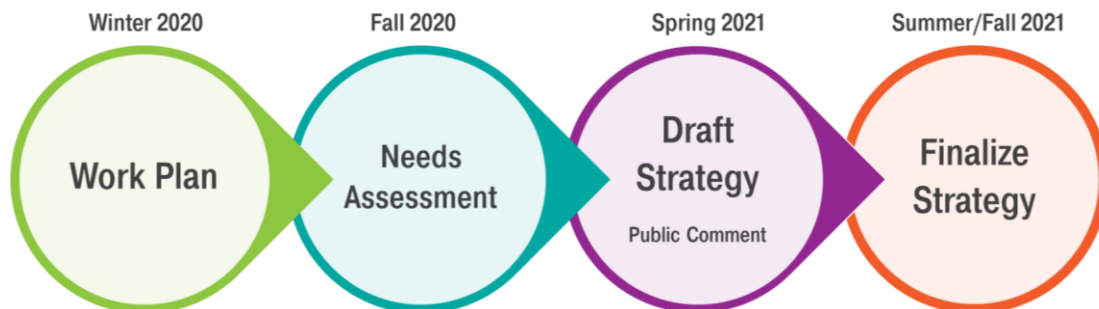 Winter 2020
Fall 2020
Spring 2021
Summer/Fall 2021
Work Plan
Needs
Assessment
Draft
Strategy
Public Comment
Finalize
Strategy